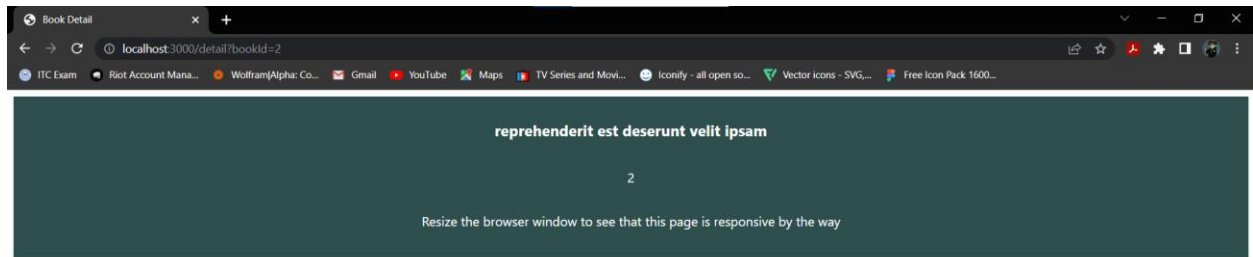 Book Detail
localhost:3000/detail?bookId=2
ITC Exam Riot Account Mana... Wolfram|Alpha: Co... Gmail YouTube Maps TV Series and Movi... Iconify - all open so... Vector icons - SVG,... Free Icon Pack 1600...
reprehenderit est deserunt velit ipsam
2
Resize the browser window to see that this page is responsive by the way